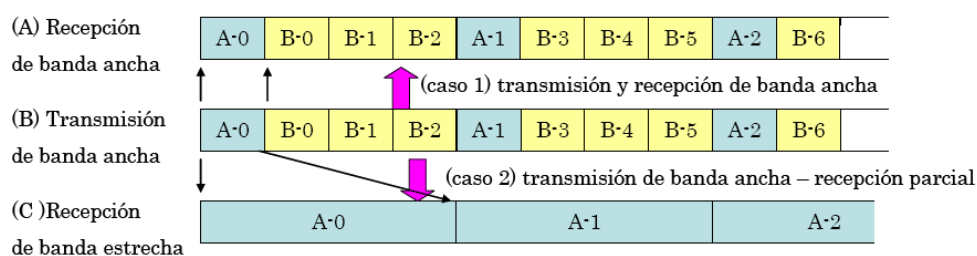 (A) Recepción
de banda ancha
A-0 B-0 B-1 B-2 A-1 B-3 B-4 B-5 A-2 B-6
(caso 1) transmisión y recepción de banda ancha
(B) Transmisión
de banda ancha
A-0 B-0 B-1 B-2 A-1 B-3 B-4 B-5 A-2 B-6
(caso 2) transmisión de banda ancha – recepción parcial
(C )Recepción
de banda estrecha
A-0 A-1 A-2